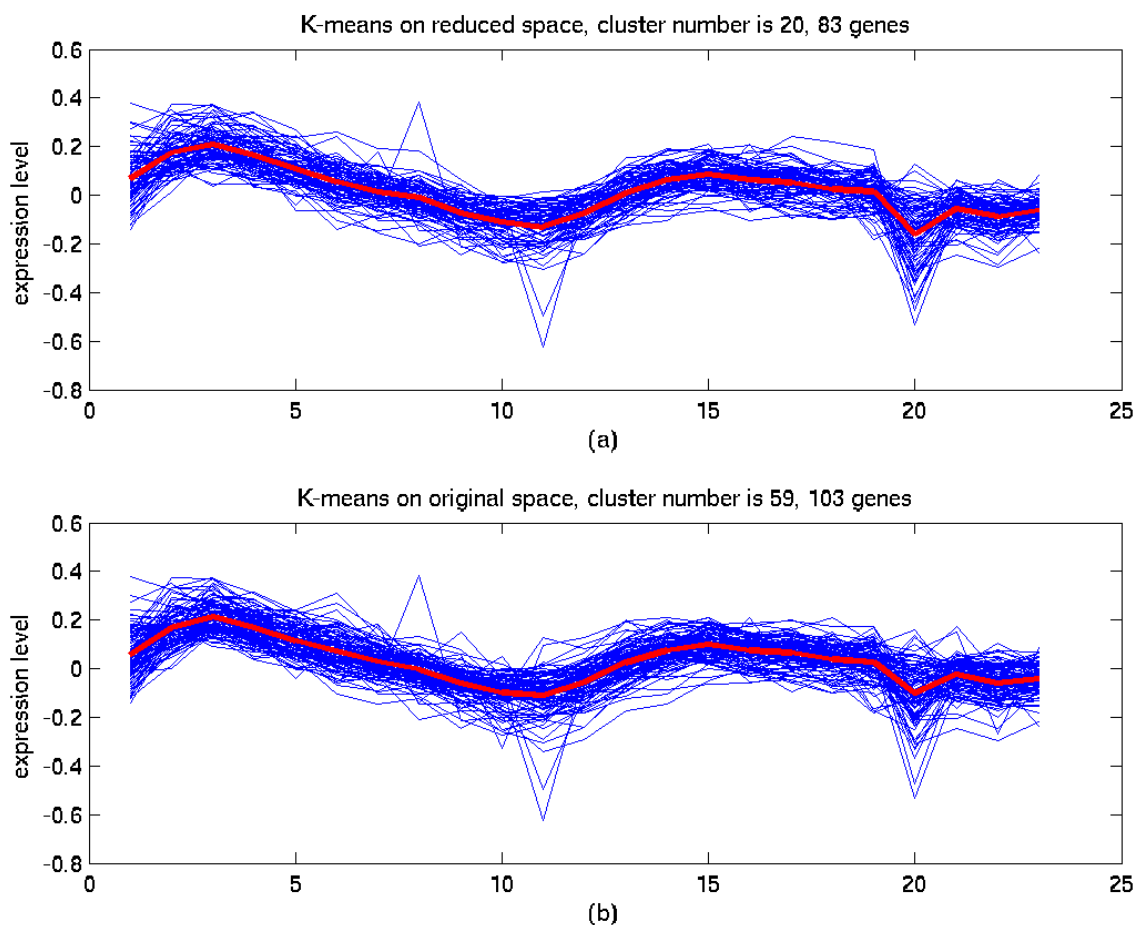 K-means on reduced space, cluster number is 20, 83 genes
0.6
0.4
0.2
0
-0.2
-0.4
-0.6
-0.8
expression level
0 5 10 15 20 25
(a)
K-means on original space, cluster number is 59, 103 genes
0.6
0.4
0.2
0
-0.2
-0.4
-0.6
-0.8
expression level
0 5 10 15 20 25
(b)